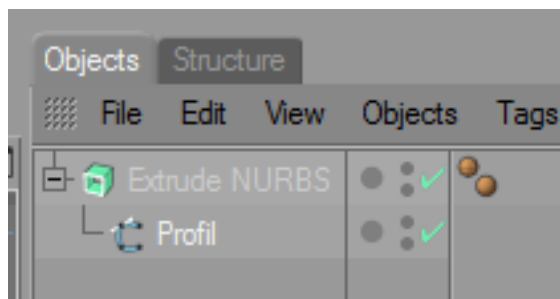 Objects Structure
File Edit View Objects Tags
Extrude NURBS
Profil